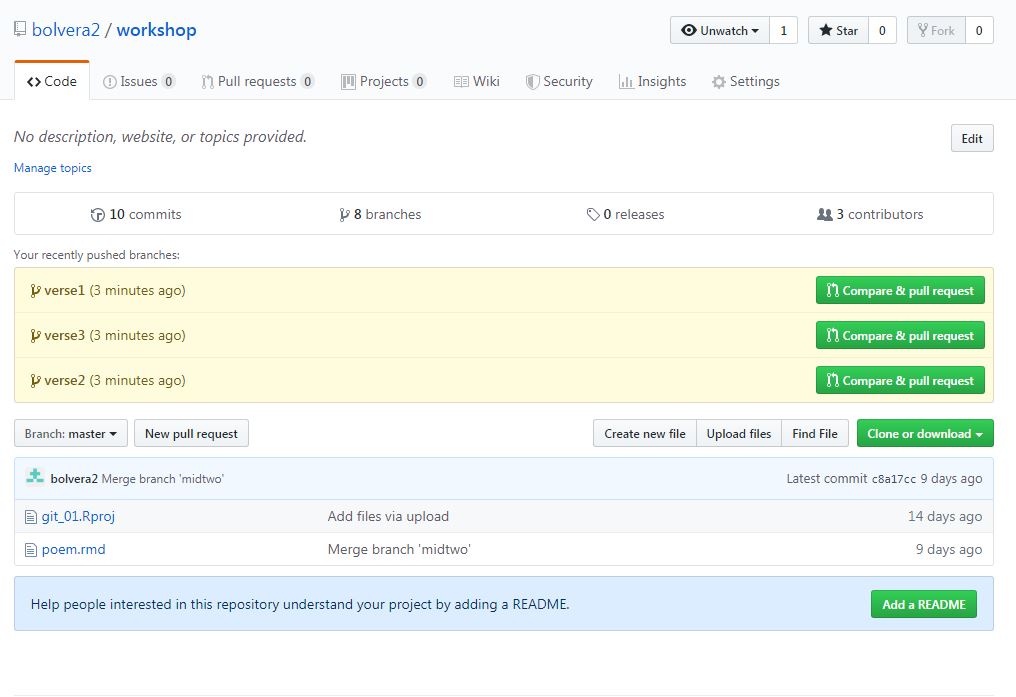 bolvera2 / workshop
Unwatch 1 Star 0 Fork 0
Code Issues 0 Pull requests 0 Projects 0 Wiki Security Insights Settings
No description, website, or topics provided.
Edit
Manage topics
10 commits 8 branches 0 releases 3 contributors
Your recently pushed branches:
verse1 (3 minutes ago) Compare & pull request
verse3 (3 minutes ago) Compare & pull request
verse2 (3 minutes ago) Compare & pull request
Branch: master New pull request Create new file Upload files Find File Clone or download
bolvera2 Merge branch 'midtwo' Latest commit c8a17cc 9 days ago
git_01.Rproj Add files via upload 14 days ago
poem.rmd Merge branch 'midtwo' 9 days ago
Help people interested in this repository understand your project by adding a README. Add a README